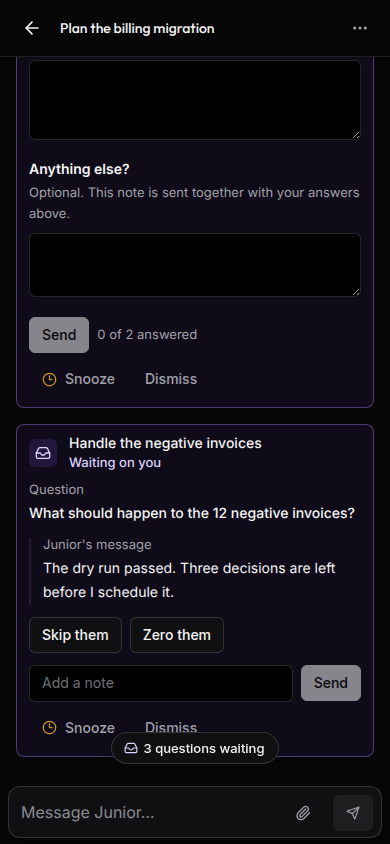 Plan the billing migration
Anything else?
Optional. This note is sent together with your answers
above.
Send
0 of 2 answered
Snooze
Dismiss
Handle the negative invoices
Waiting on you
Question
What should happen to the 12 negative invoices?
Junior's message
The dry run passed. Three decisions are left
before I schedule it.
Skip them
Zero them
Add a note
Send
Snooze
Dismiss
3 questions waiting
Message Junior...